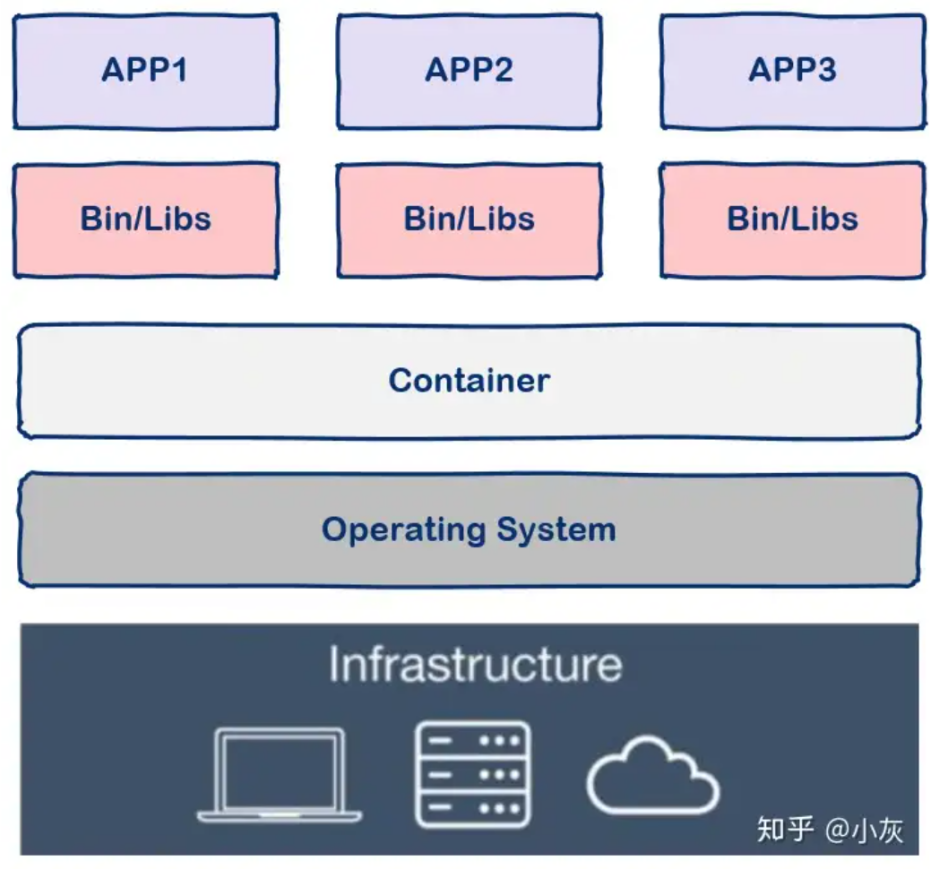 APP1 APP2 APP3
Bin/Libs Bin/Libs Bin/Libs
Container
Operating System
Infrastructure
知乎 @小灰